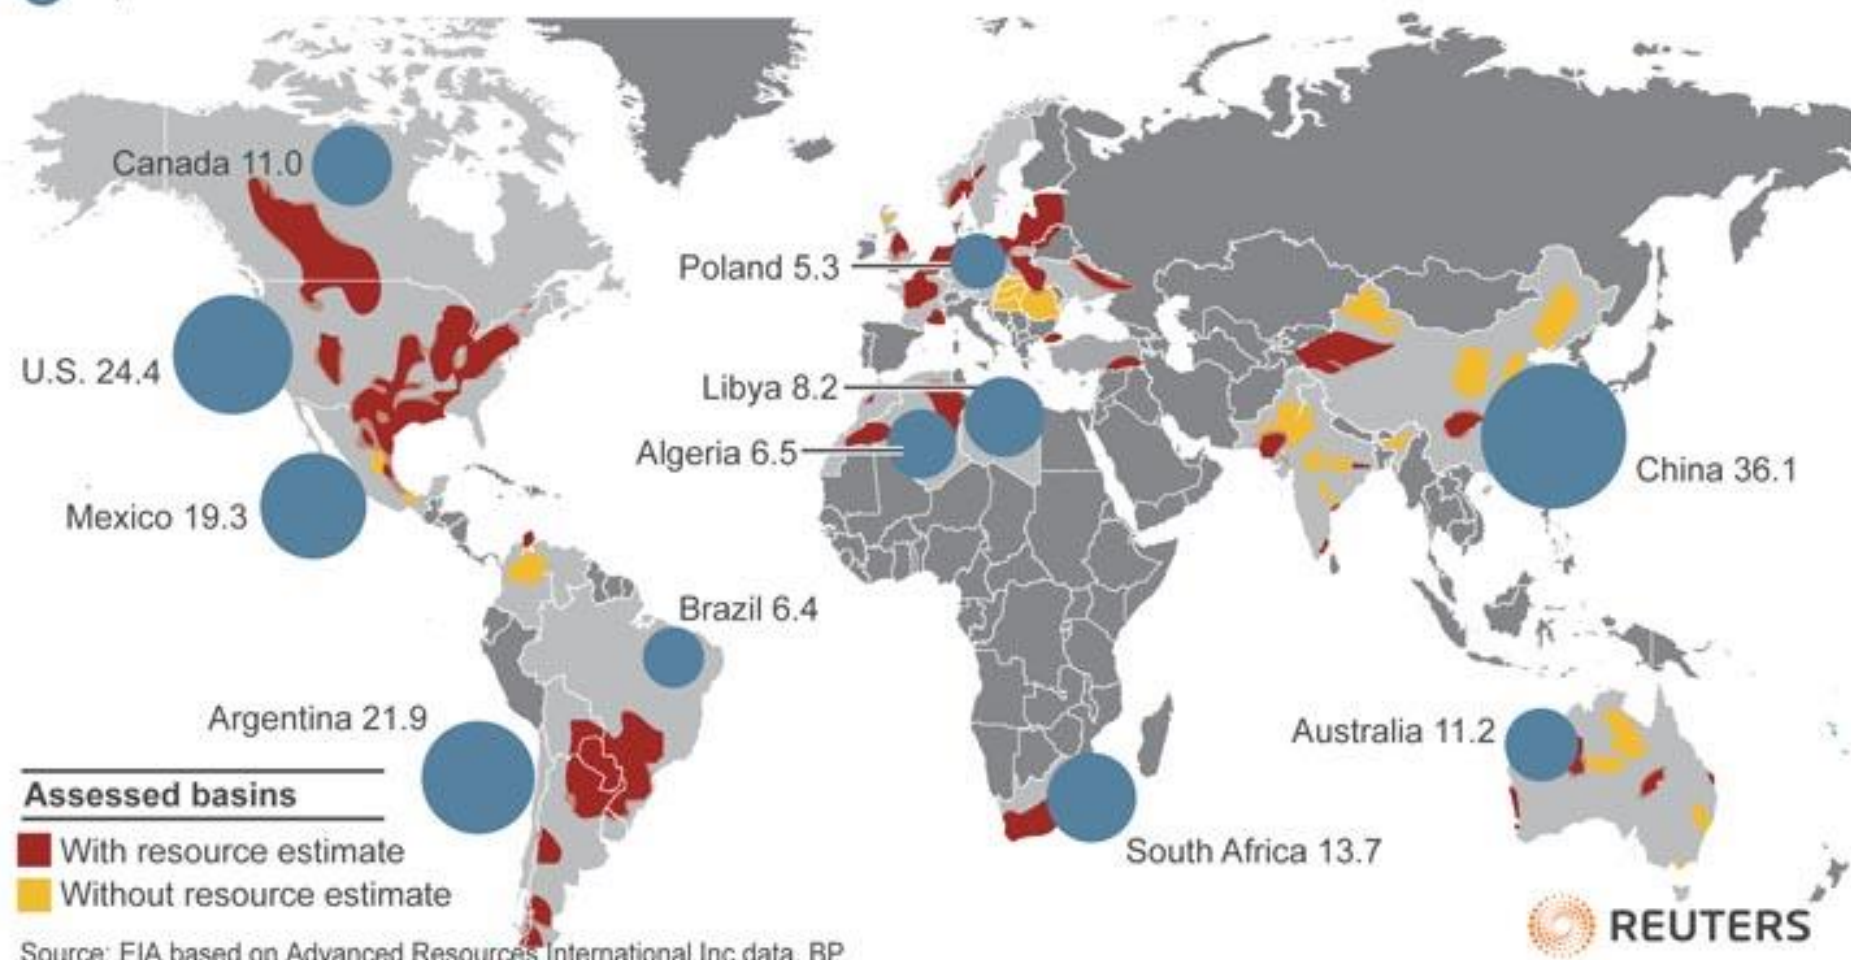 Canada 11.0
Poland 5.3
U.S. 24.4
Libya 8.2
Algeria 6.5
China 36.1
Mexico 19.3
Brazil 6.4
Argentina 21.9
Australia 11.2
South Africa 13.7
Assessed basins
With resource estimate
Without resource estimate
REUTERS
Source: EIA based on Advanced Resources International Inc data, BP